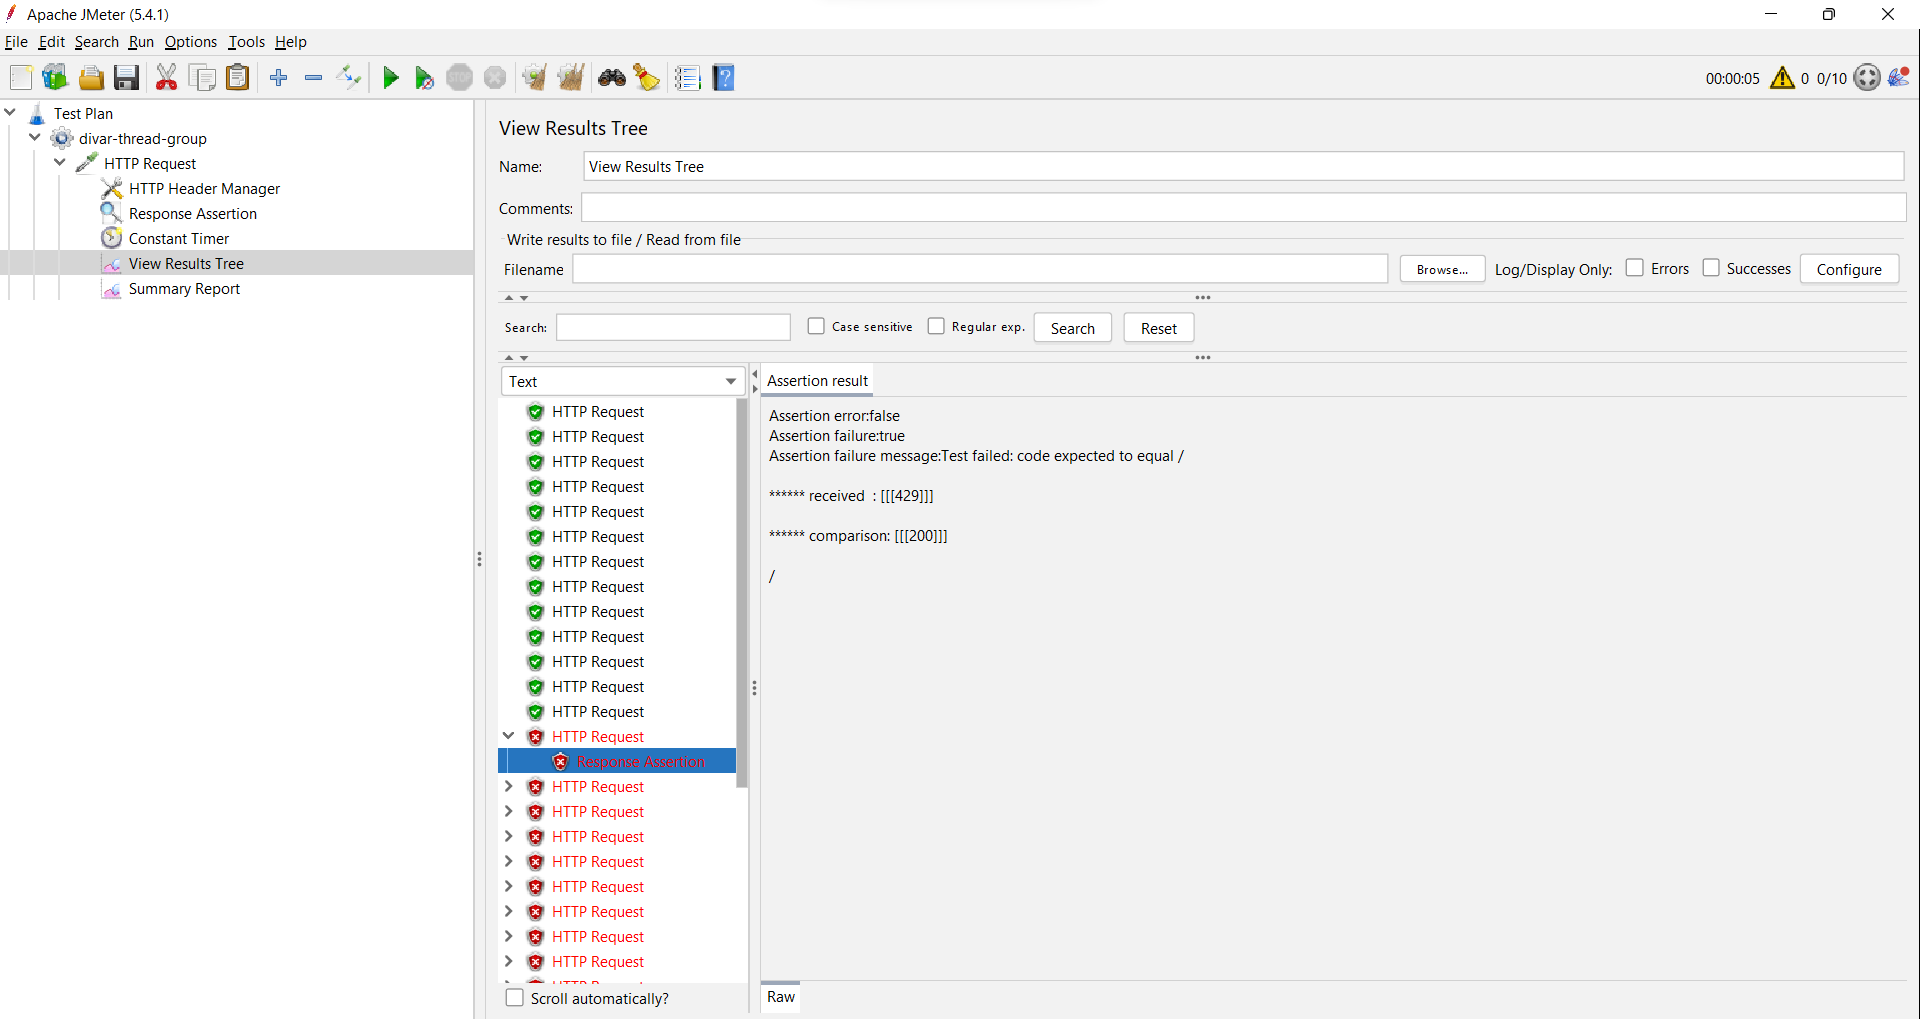 Apache JMeter (5.4.1)
File Edit Search Run Options Tools Help
STOP
00:00:05 0 0/10
Test Plan
divar-thread-group
HTTP Request
HTTP Header Manager
Response Assertion
Constant Timer
View Results Tree
Summary Report
View Results Tree
Name: View Results Tree
Comments:
Write results to file / Read from file
Filename Browse... Log/Display Only: Errors Successes Configure
Search: Case sensitive Regular exp. Search Reset
Text
HTTP Request
HTTP Request
HTTP Request
HTTP Request
HTTP Request
HTTP Request
HTTP Request
HTTP Request
HTTP Request
HTTP Request
HTTP Request
HTTP Request
HTTP Request
HTTP Request
Response Assertion
HTTP Request
HTTP Request
HTTP Request
HTTP Request
HTTP Request
HTTP Request
HTTP Request
HTTP Request
Scroll automatically?
Assertion result
Assertion error:false
Assertion failure:true
Assertion failure message:Test failed: code expected to equal /
****** received : [[[429]]]
****** comparison: [[[200]]]
/
Raw